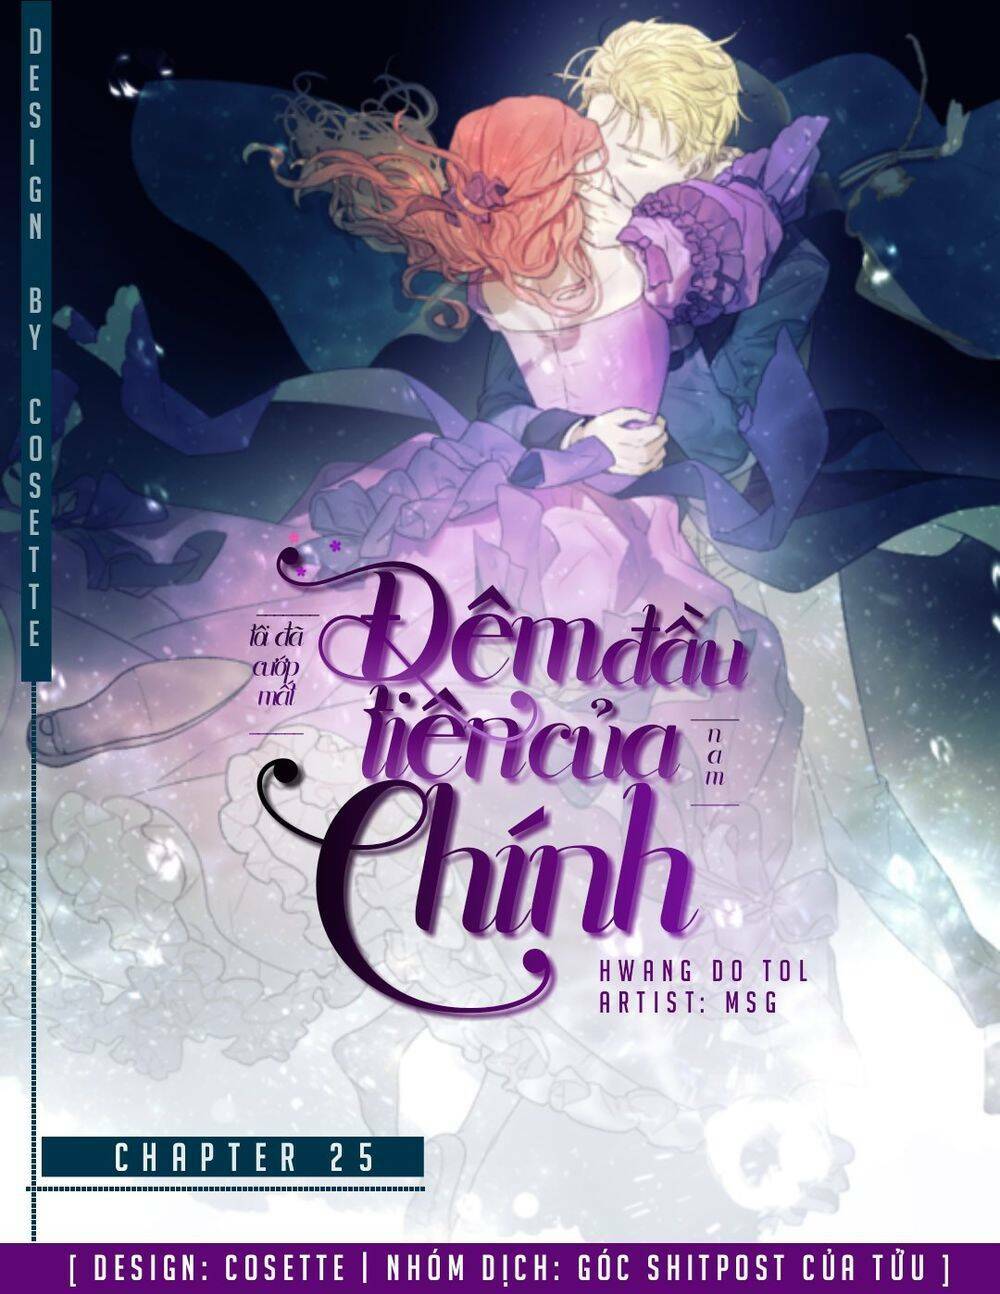 DESIGN BY COSETTE
tôi đã
cướp
mất
Đêm đầu
tiên của
nam
Chính
HWANG DO TOL
ARTIST: MSG
CHAPTER 25
[ DESIGN: COSETTE | NHÓM DỊCH: GÓC SHITPOST CỦA TỬU ]